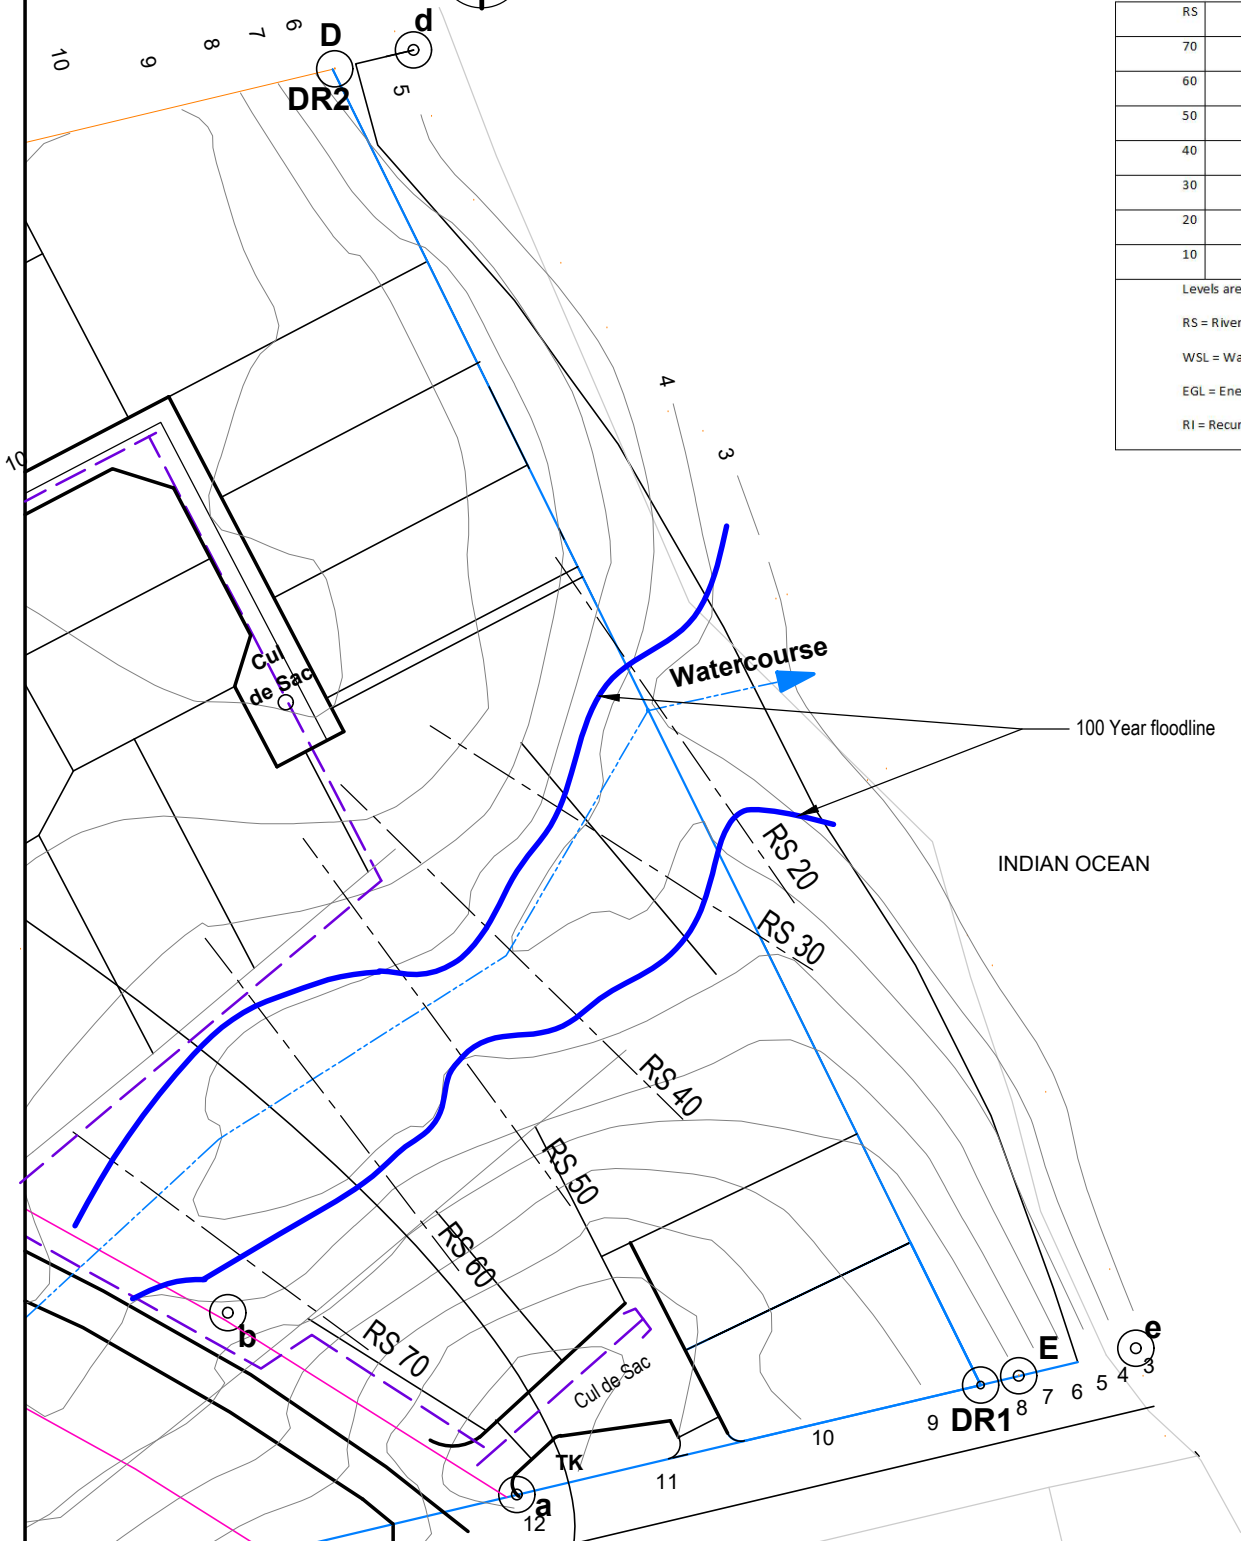 10
9
8
7
6
D
d
DR2
5
RS
70
60
50
40
30
20
10
Levels are
RS = River
WSL = Wa
EGL = Ene
RI = Recur
4
3
10
Cul
de Sac
Watercourse
100 Year floodline
RS 20
INDIAN OCEAN
RS 30
RS 40
RS 50
RS 60
RS 70
b
Cul de Sac
E
e
DR1
9
8
7
6
5
4
3
10
TK
11
a
12